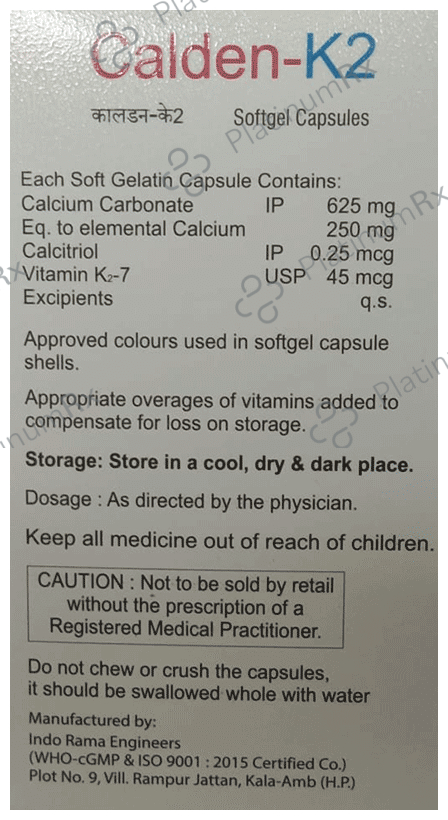 Calden-K2
कालडन-के2 Softgel Capsules
Each Soft Gelatin Capsule Contains:
Calcium Carbonate IP 625 mg
Eq. to elemental Calcium 250 mg
Calcitriol IP 0.25 mcg
Vitamin K2-7 USP 45 mcg
Excipients q.s.
Approved colours used in softgel capsule
shells.
Appropriate overages of vitamins added to
compensate for loss on storage.
Storage: Store in a cool, dry & dark place.
Dosage : As directed by the physician.
Keep all medicine out of reach of children.
CAUTION : Not to be sold by retail
without the prescription of a
Registered Medical Practitioner.
Do not chew or crush the capsules,
it should be swallowed whole with water
Manufactured by:
Indo Rama Engineers
(WHO-cGMP & ISO 9001 : 2015 Certified Co.)
Plot No. 9, Vill. Rampur Jattan, Kala-Amb (H.P.)
PlatinumRx